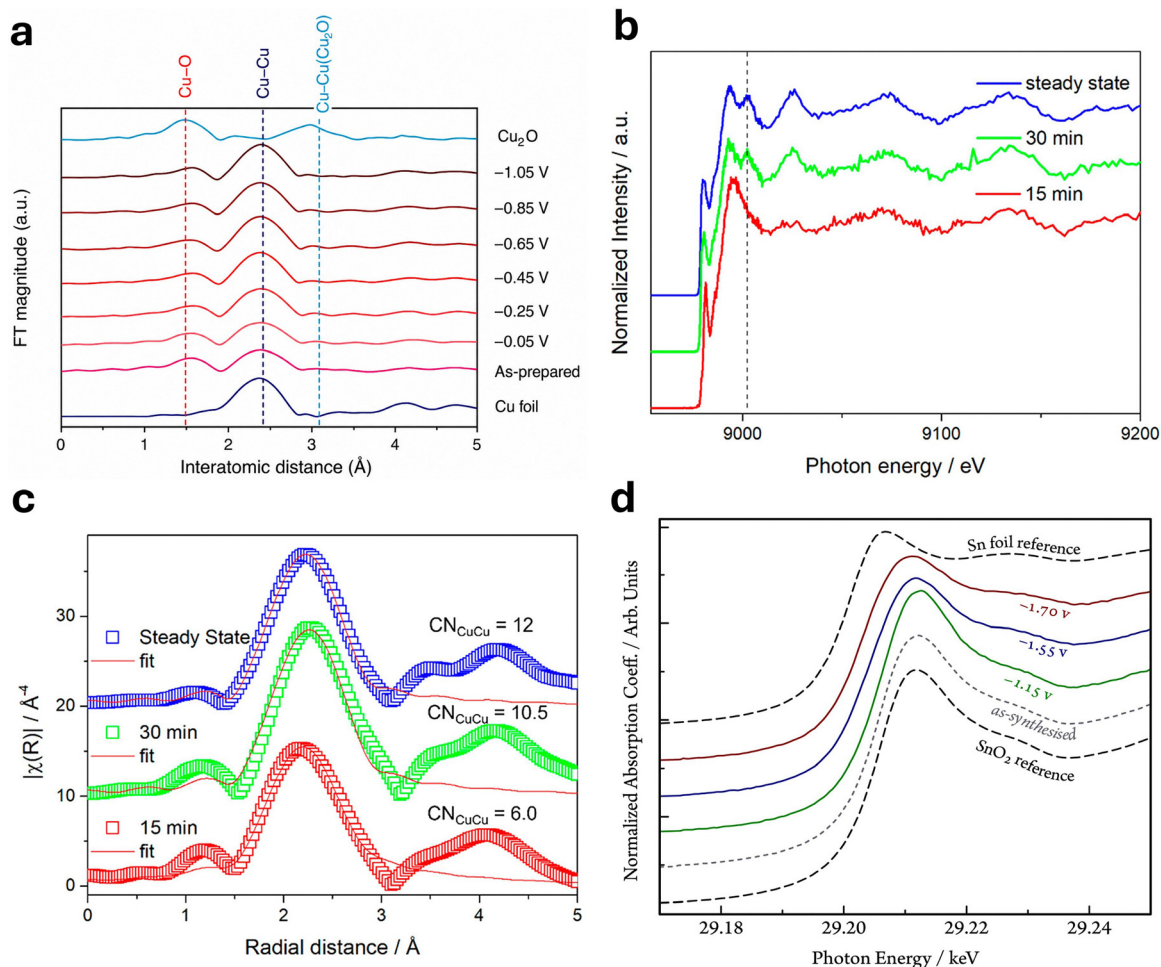 a
Cu–O
Cu–Cu
Cu–Cu(Cu₂O)
Cu₂O
−1.05 V
−0.85 V
−0.65 V
−0.45 V
−0.25 V
−0.05 V
As-prepared
Cu foil
FT magnitude (a.u.)
0 1 2 3 4 5
Interatomic distance (Å)
b
steady state
30 min
15 min
Normalized Intensity / a.u.
9000 9100 9200
Photon energy / eV
c
Steady State
fit
30 min
fit
15 min
fit
CN_CuCu = 12
CN_CuCu = 10.5
CN_CuCu = 6.0
|χ(R)| / Å⁻⁴
30
20
10
0
0 1 2 3 4 5
Radial distance / Å
d
Sn foil reference
−1.70 V
−1.55 V
−1.15 V
as-synthesised
SnO₂ reference
Normalized Absorption Coeff. / Arb. Units
29.18 29.20 29.22 29.24
Photon Energy / keV